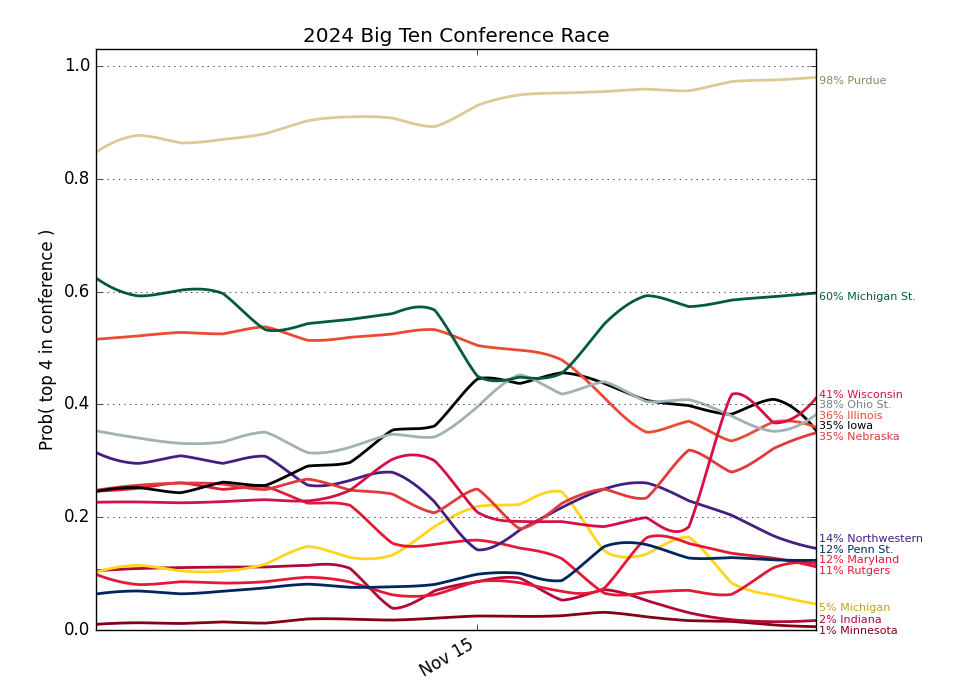 2024 Big Ten Conference Race
Prob( top 4 in conference )
1.0
0.8
0.6
0.4
0.2
0.0
Nov 15
98% Purdue
60% Michigan St.
41% Wisconsin
38% Ohio St.
36% Illinois
35% Iowa
35% Nebraska
14% Northwestern
12% Penn St.
12% Maryland
11% Rutgers
5% Michigan
2% Indiana
1% Minnesota